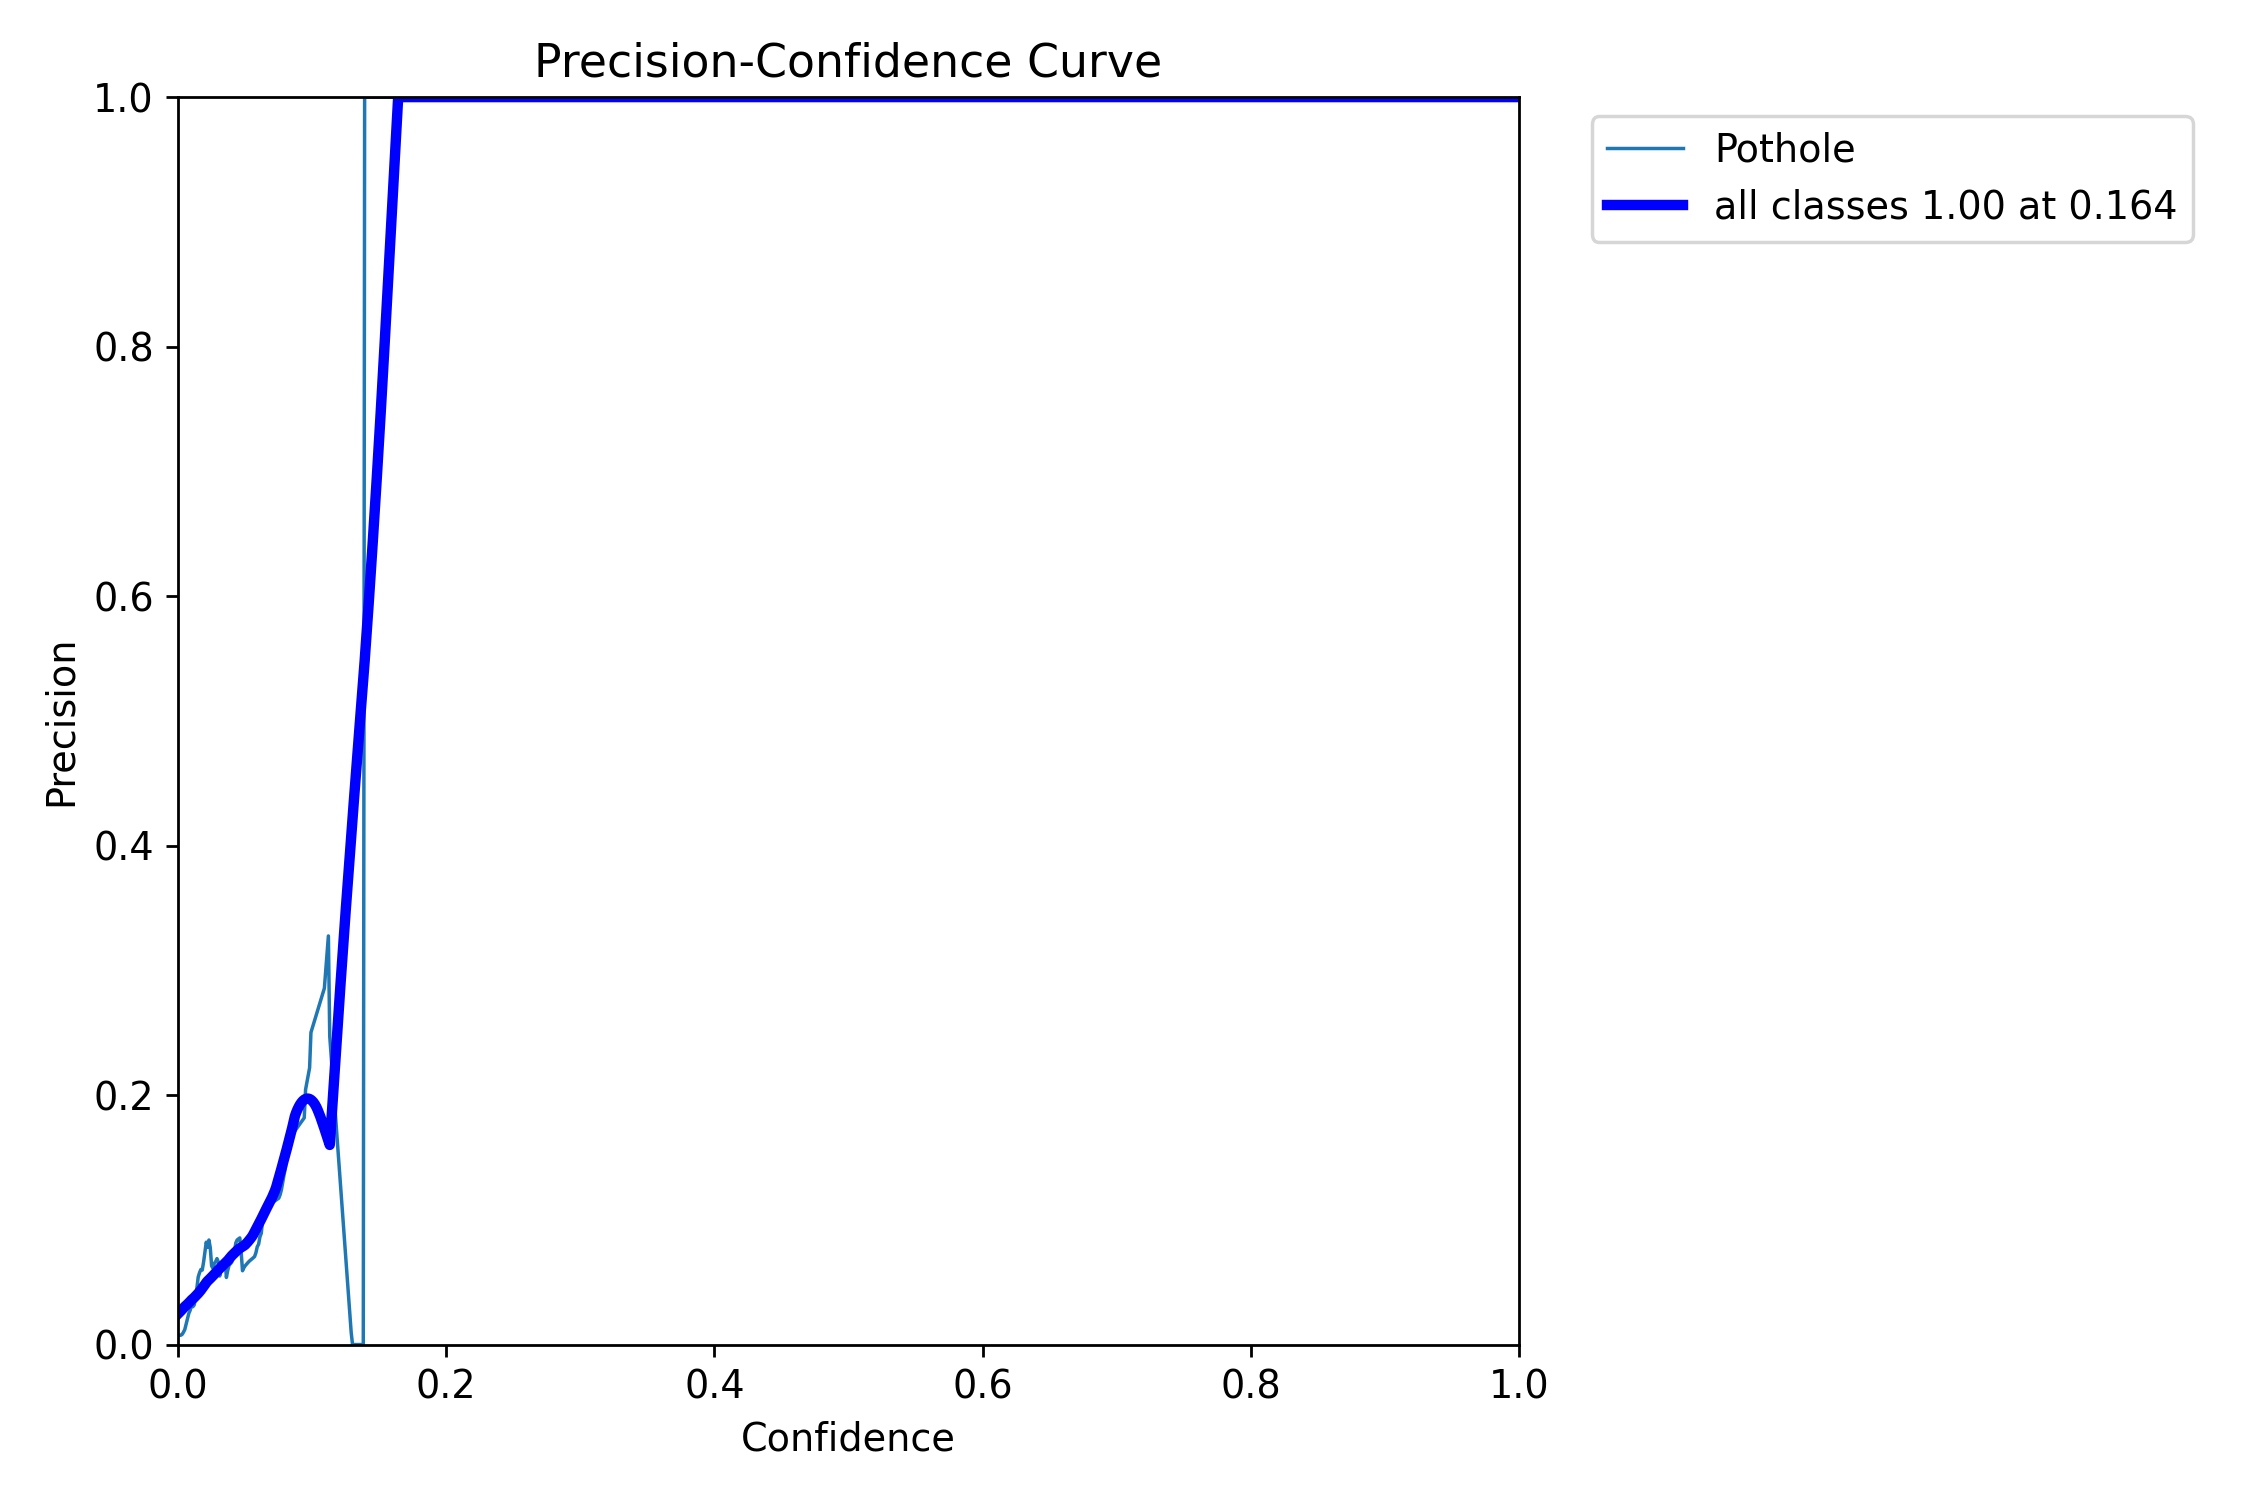 Precision-Confidence Curve
1.0
0.8
0.6
0.4
0.2
0.0
Precision
0.0 0.2 0.4 0.6 0.8 1.0
Confidence
Pothole
all classes 1.00 at 0.164